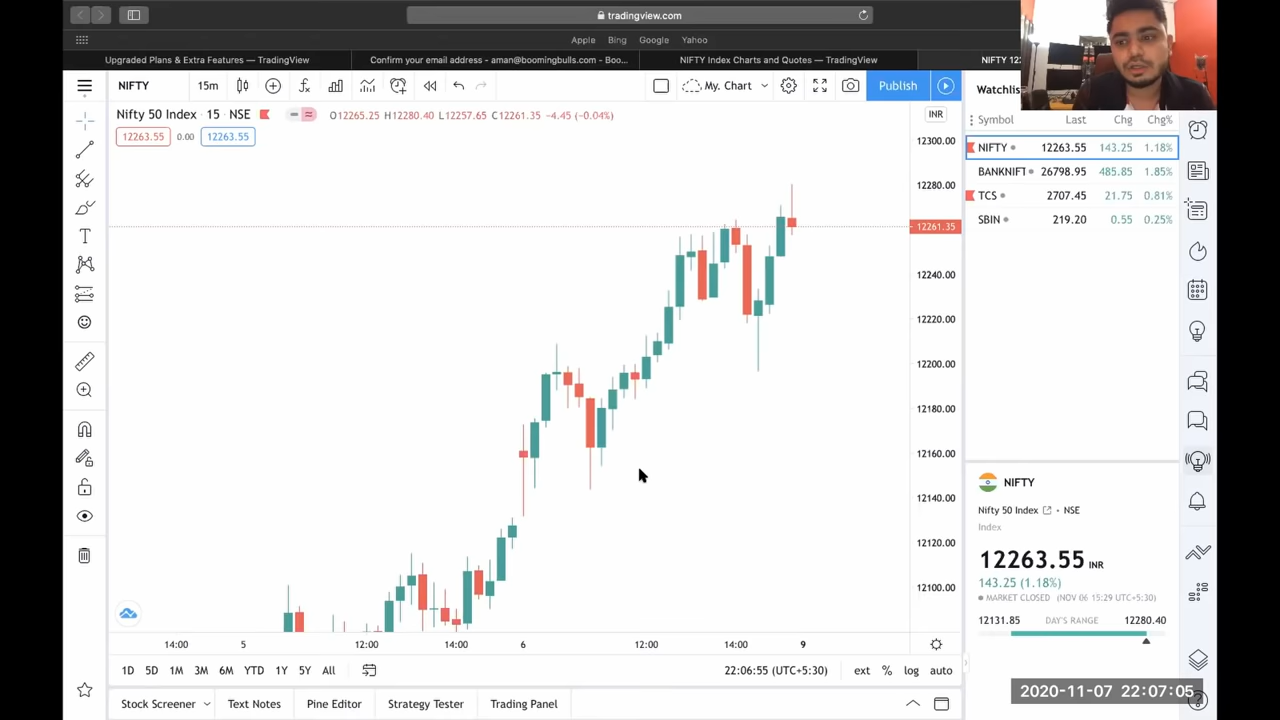 tradingview.com
Apple Bing Google Yahoo
Upgraded Plans & Extra Features — TradingView
Confirm your email address - aman@boomingbulls.com - Boo...
NIFTY Index Charts and Quotes — TradingView
NIFTY 12
NIFTY 15m My. Chart Publish
Watchlis
Nifty 50 Index · 15 · NSE O12265.25 H12280.40 L12257.65 C12261.35 -4.45 (-0.04%)
INR
12263.55 0.00 12263.55
Symbol Last Chg Chg%
NIFTY 12263.55 143.25 1.18%
BANKNIFT 26798.95 485.85 1.85%
TCS 2707.45 21.75 0.81%
SBIN 219.20 0.55 0.25%
12300.00
12280.00
12261.35
12240.00
12220.00
12200.00
12180.00
12160.00
12140.00
12120.00
12100.00
NIFTY
Nifty 50 Index • NSE
Index
12263.55 INR
143.25 (1.18%)
MARKET CLOSED (NOV 06 15:29 UTC+5:30)
12131.85 DAY'S RANGE 12280.40
14:00 5 12:00 14:00 6 12:00 14:00 9
1D 5D 1M 3M 6M YTD 1Y 5Y All 22:06:55 (UTC+5:30) ext % log auto
2020-11-07 22:07:05
Stock Screener Text Notes Pine Editor Strategy Tester Trading Panel